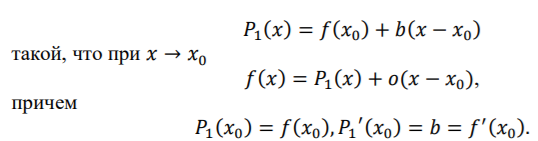 P₁(x) = f(x₀) + b(x − x₀)
такой, что при x → x₀
f(x) = P₁(x) + o(x − x₀),
причем
P₁(x₀) = f(x₀), P₁′(x₀) = b = f′(x₀).